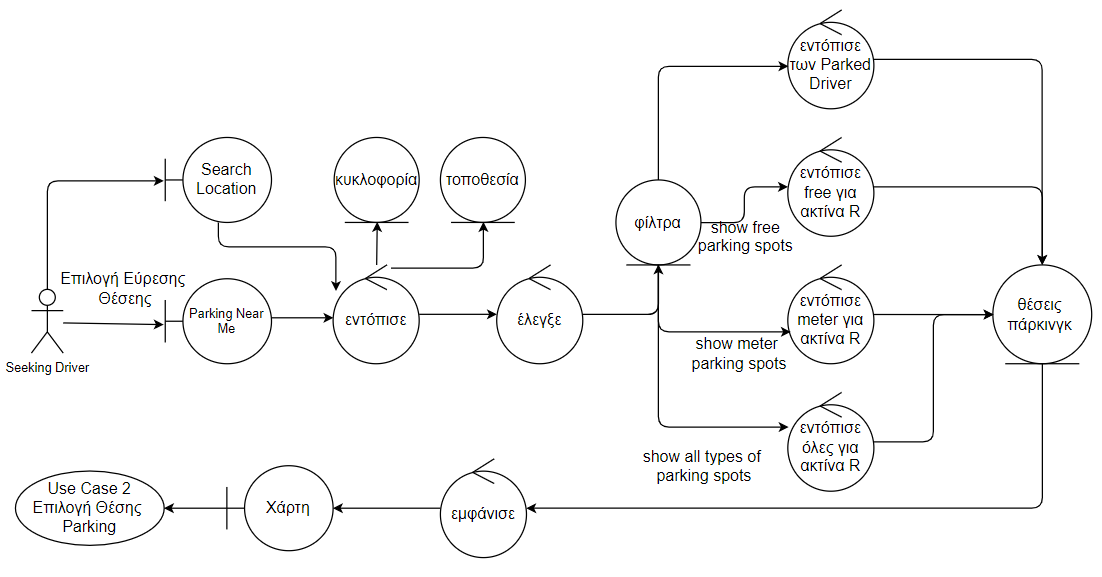 εντόπισε
των Parked
Driver
Search
Location
κυκλοφορία
τοποθεσία
εντόπισε
free για
ακτίνα R
φίλτρα
show free
parking spots
Επιλογή Εύρεσης
Θέσεης
Parking Near
Me
εντόπισε
έλεγξε
εντόπισε
meter για
ακτίνα R
θέσεις
πάρκινγκ
show meter
parking spots
Seeking Driver
εντόπισε
όλες για
ακτίνα R
show all types of
parking spots
Use Case 2
Επιλογή Θέσης
Parking
Χάρτη
εμφάνισε